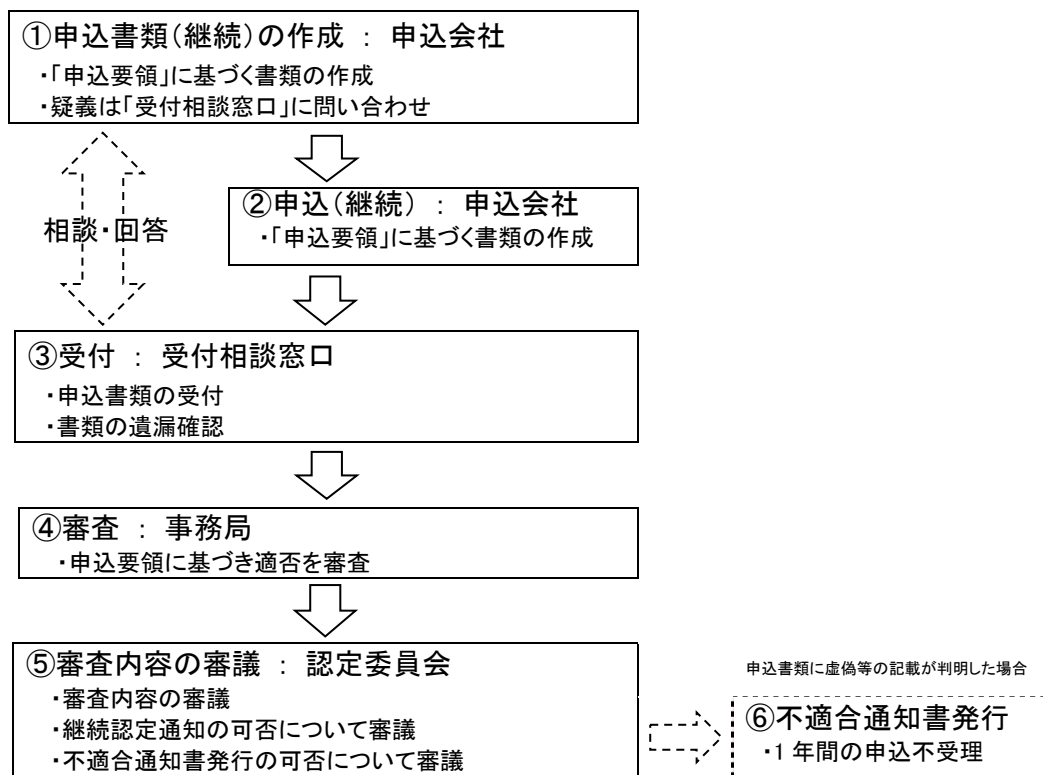 ①申込書類(継続)の作成 : 申込会社
・「申込要領」に基づく書類の作成
・疑義は「受付相談窓口」に問い合わせ
相談・回答
②申込(継続) : 申込会社
・「申込要領」に基づく書類の作成
③受付 : 受付相談窓口
・申込書類の受付
・書類の遺漏確認
④審査 : 事務局
・申込要領に基づき適否を審査
⑤審査内容の審議 : 認定委員会
・審査内容の審議
・継続認定通知の可否について審議
・不適合通知書発行の可否について審議
申込書類に虚偽等の記載が判明した場合
⑥不適合通知書発行
・1 年間の申込不受理